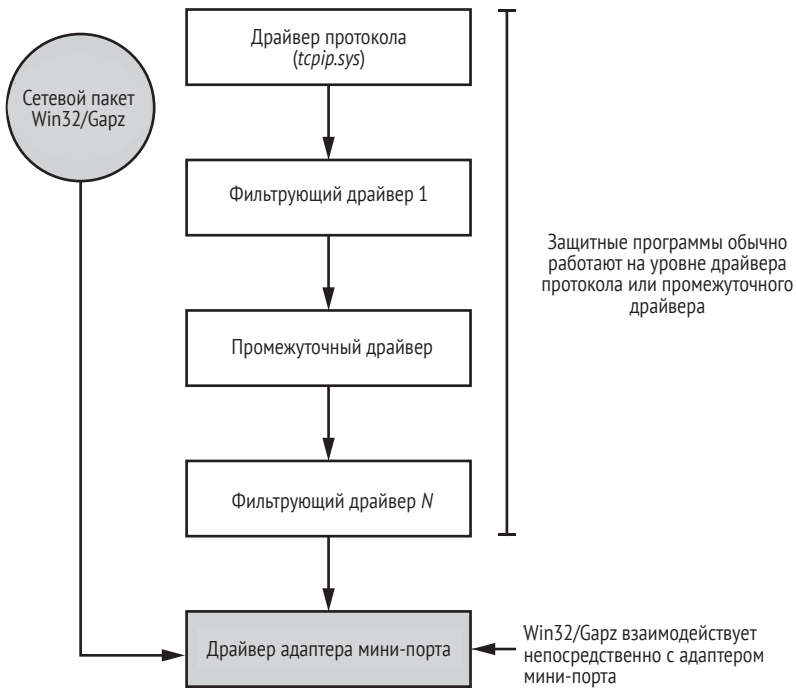 Драйвер протокола
(tcpip.sys)
Сетевой пакет
Win32/Gapz
Фильтрующий драйвер 1
Защитные программы обычно
работают на уровне драйвера
протокола или промежуточного
драйвера
Промежуточный драйвер
Фильтрующий драйвер N
Драйвер адаптера мини-порта
Win32/Gapz взаимодействует
непосредственно с адаптером
мини-порта